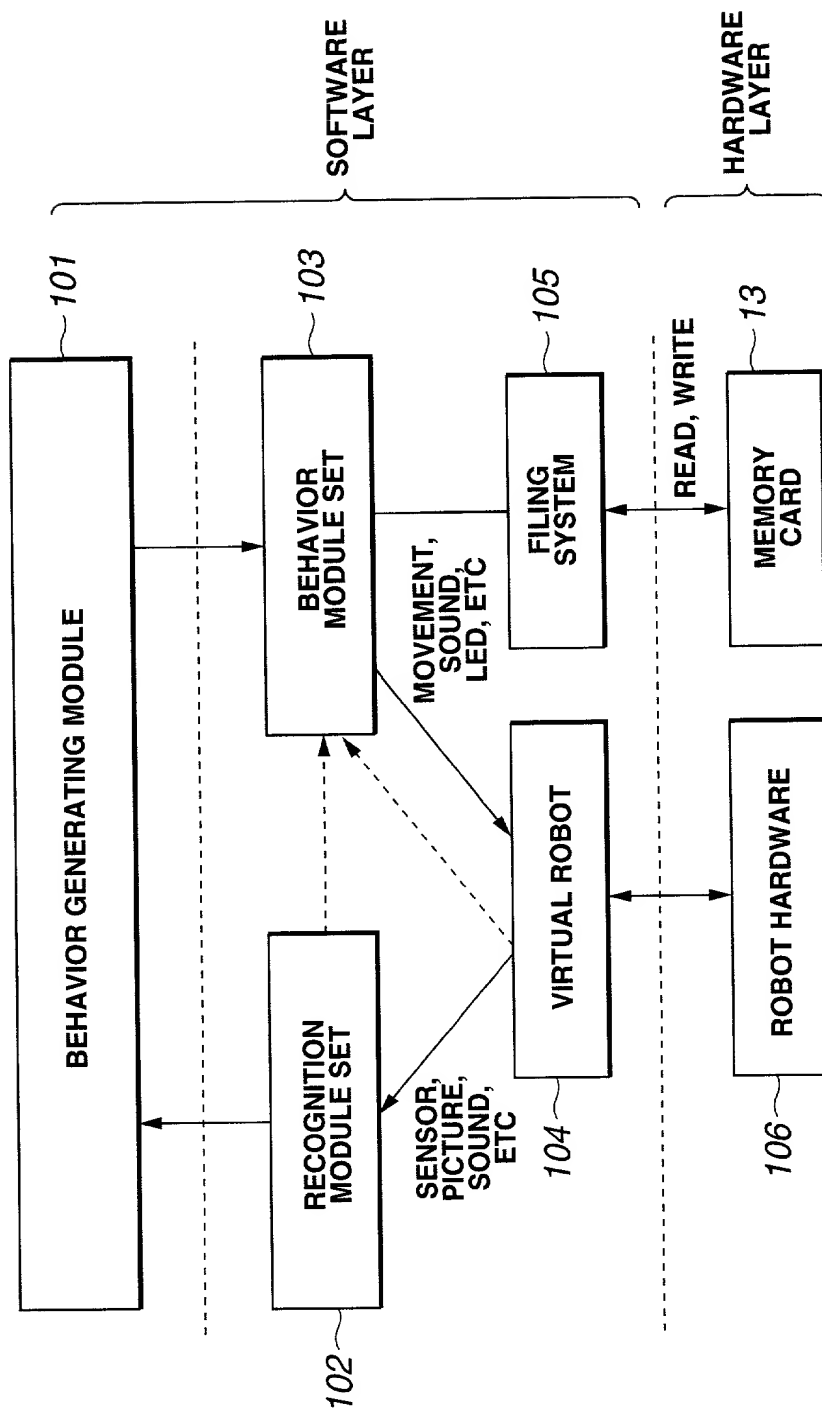 101
BEHAVIOR GENERATING MODULE
SOFTWARE
LAYER
102
RECOGNITION
MODULE SET
103
BEHAVIOR
MODULE SET
SENSOR,
PICTURE,
SOUND,
ETC
MOVEMENT,
SOUND,
LED, ETC
104
VIRTUAL ROBOT
105
FILING
SYSTEM
READ, WRITE
106
ROBOT HARDWARE
13
MEMORY
CARD
HARDWARE
LAYER